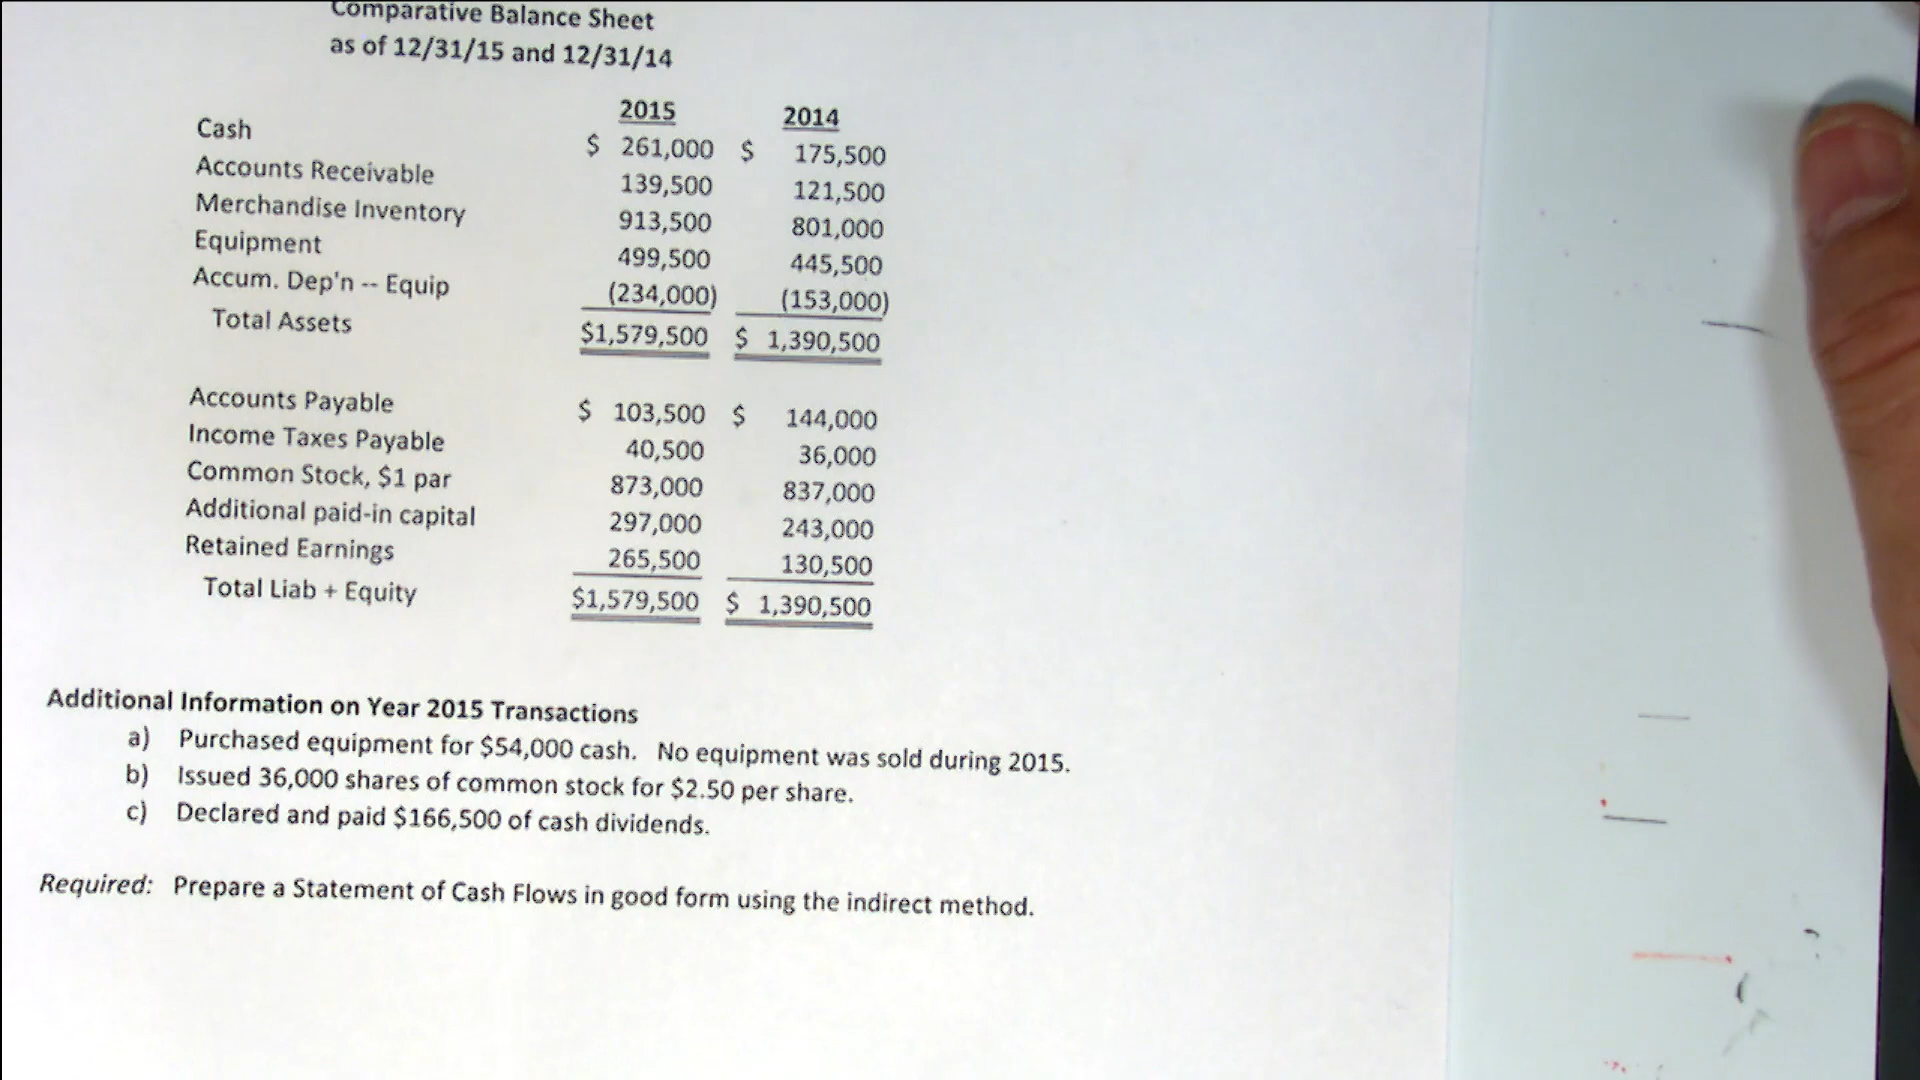 Comparative Balance Sheet
as of 12/31/15 and 12/31/14
2015 2014
Cash $ 261,000 $ 175,500
Accounts Receivable 139,500 121,500
Merchandise Inventory 913,500 801,000
Equipment 499,500 445,500
Accum. Dep'n -- Equip (234,000) (153,000)
Total Assets $1,579,500 $ 1,390,500
Accounts Payable $ 103,500 $ 144,000
Income Taxes Payable 40,500 36,000
Common Stock, $1 par 873,000 837,000
Additional paid-in capital 297,000 243,000
Retained Earnings 265,500 130,500
Total Liab + Equity $1,579,500 $ 1,390,500
Additional Information on Year 2015 Transactions
a) Purchased equipment for $54,000 cash. No equipment was sold during 2015.
b) Issued 36,000 shares of common stock for $2.50 per share.
c) Declared and paid $166,500 of cash dividends.
Required: Prepare a Statement of Cash Flows in good form using the indirect method.